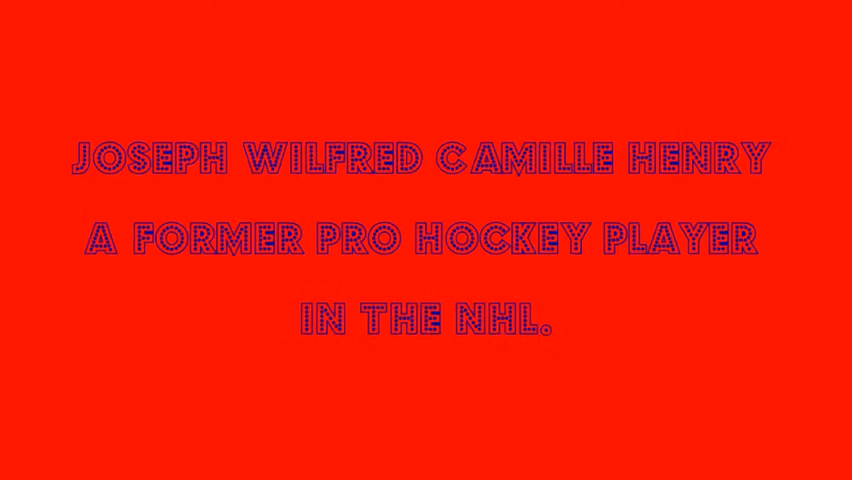 JOSEPH WILFRED CAMILLE HENRY
A FORMER PRO HOCKEY PLAYER
IN THE NHL.